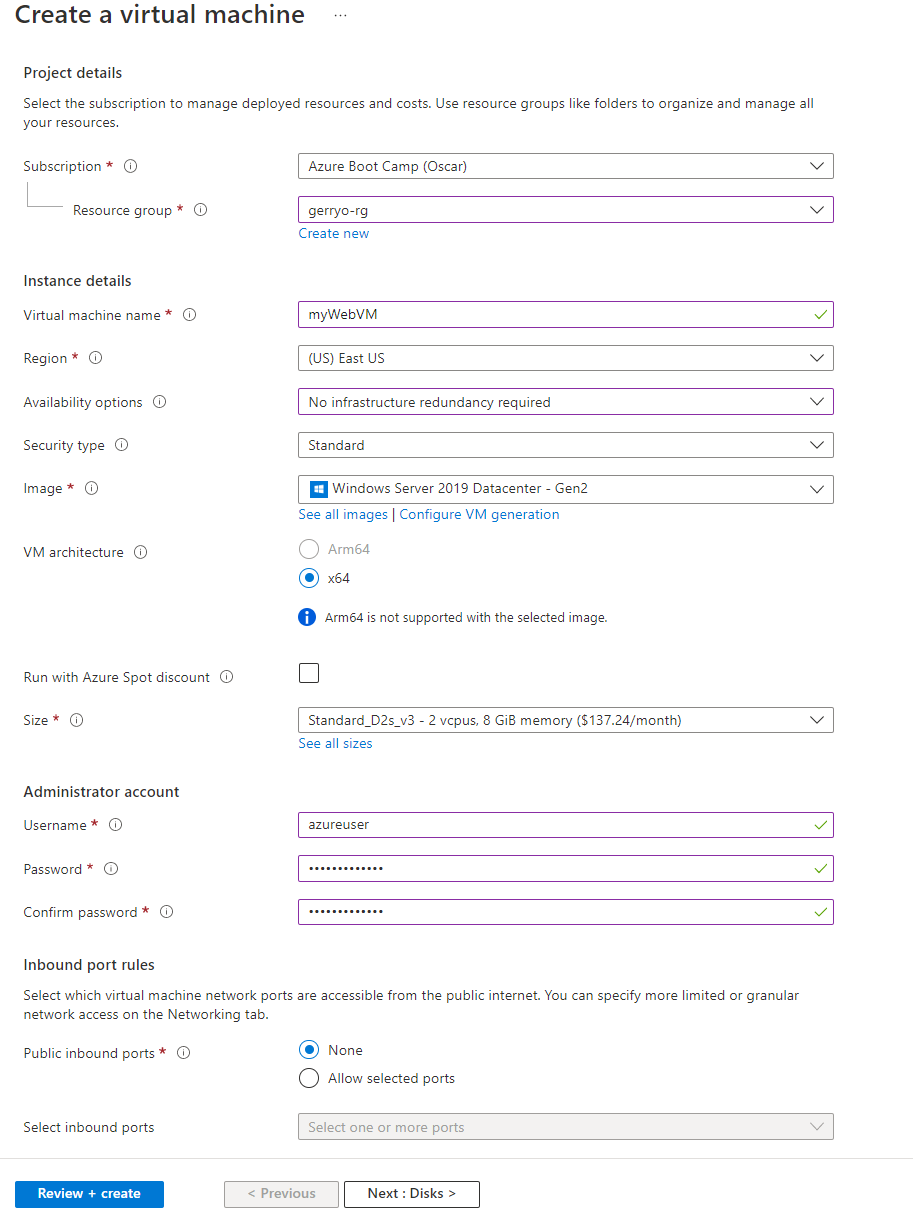 Create a virtual machine ...
Project details
Select the subscription to manage deployed resources and costs. Use resource groups like folders to organize and manage all
your resources.
Subscription *
Azure Boot Camp (Oscar)
Resource group *
gerryo-rg
Create new
Instance details
Virtual machine name *
myWebVM
Region *
(US) East US
Availability options
No infrastructure redundancy required
Security type
Standard
Image *
Windows Server 2019 Datacenter - Gen2
See all images | Configure VM generation
VM architecture
Arm64
x64
Arm64 is not supported with the selected image.
Run with Azure Spot discount
Size *
Standard_D2s_v3 - 2 vcpus, 8 GiB memory ($137.24/month)
See all sizes
Administrator account
Username *
azureuser
Password *
•••••••••••••
Confirm password *
•••••••••••••
Inbound port rules
Select which virtual machine network ports are accessible from the public internet. You can specify more limited or granular
network access on the Networking tab.
Public inbound ports *
None
Allow selected ports
Select inbound ports
Select one or more ports
Review + create
< Previous
Next : Disks >